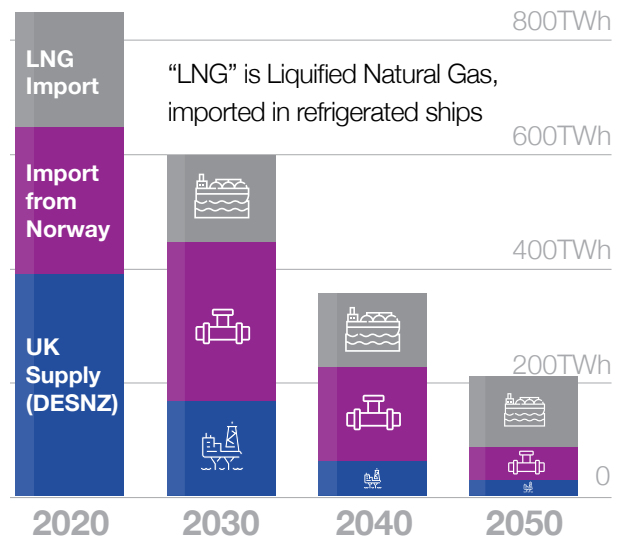 800TWh
LNG
Import
“LNG” is Liquified Natural Gas,
imported in refrigerated ships
600TWh
Import
from
Norway
400TWh
UK
Supply
(DESNZ)
200TWh
0
2020 2030 2040 2050